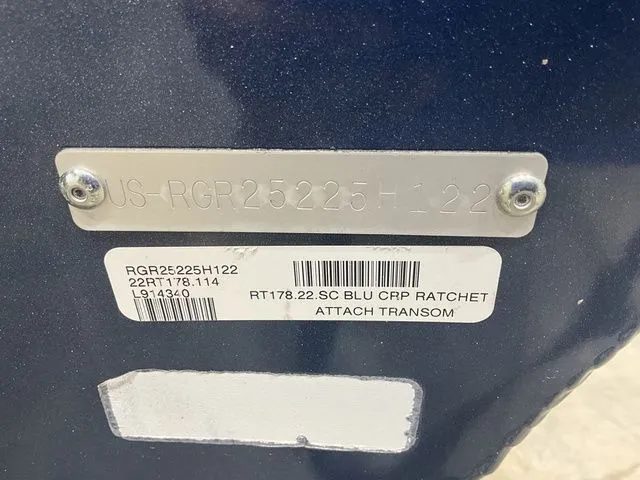 US-RGR25225H122
RGR25225H122
22RT178.114
L914340
RT178.22.SC BLU CRP RATCHET
ATTACH TRANSOM